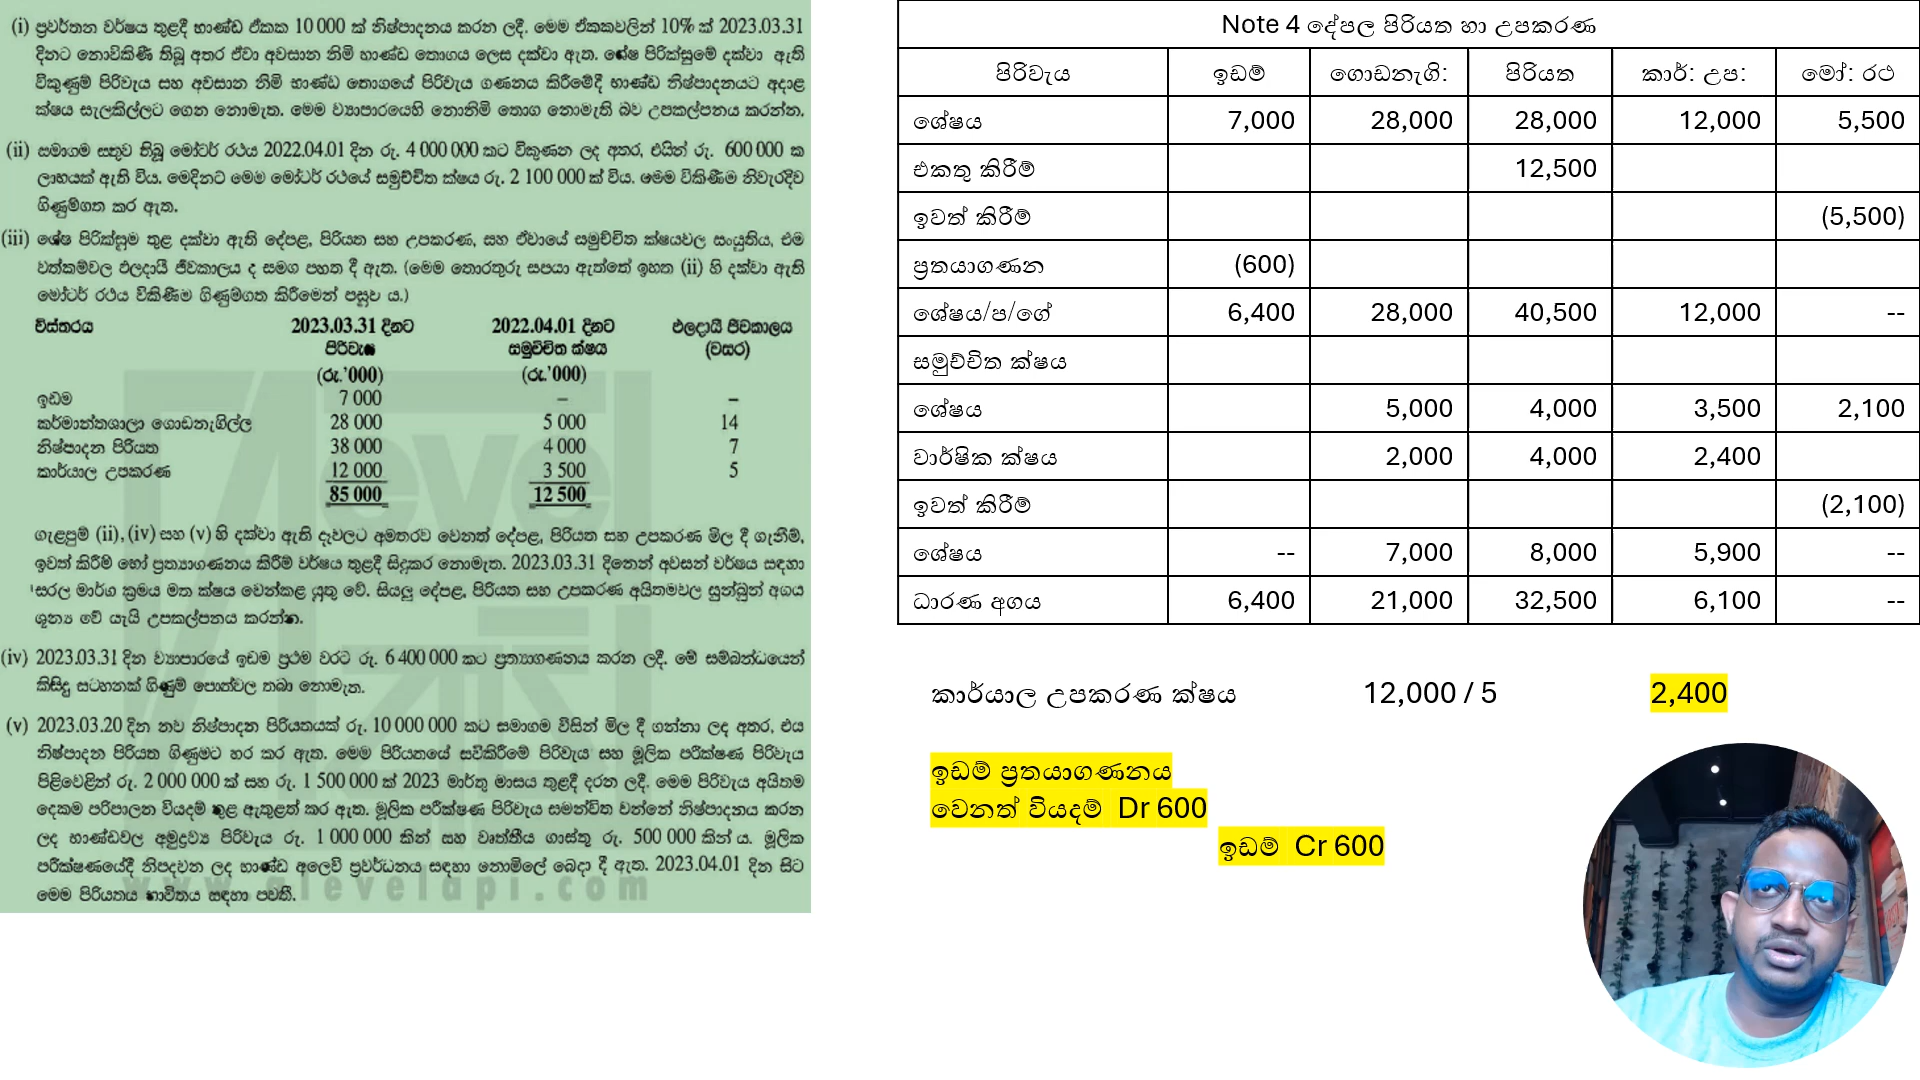 (i) ප්‍රවර්තන වර්ෂය තුළදී භාණ්ඩ ඒකක 10 000 ක් නිෂ්පාදනය කරන ලදී. මෙම ඒකකවලින් 10% ක් 2023.03.31
දිනට නොවිකිණී තිබූ අතර ඒවා අවසාන නිමි භාණ්ඩ තොගය ලෙස දක්වා ඇත. ශේෂ පිරික්සුමේ දක්වා ඇති
විකුණුම් පිරිවැය සහ අවසාන නිමි භාණ්ඩ තොගයේ පිරිවැය ගණනය කිරීමේදී භාණ්ඩ නිෂ්පාදනයට අදාළ
ක්ෂය සැලකිල්ලට ගෙන නොමැත. මෙම ව්‍යාපාරයෙහි නොනිමි තොග නොමැති බව උපකල්පනය කරන්න.
(ii) සමාගම සතුව තිබූ මෝටර් රථය 2022.04.01 දින රු. 4 000 000 කට විකුණන ලද අතර, එයින් රු. 600 000 ක
ලාභයක් ඇති විය. මෙදිනට මෙම මෝටර් රථයේ සමුච්චිත ක්ෂය රු. 2 100 000 ක් විය. මෙම විකිණීම නිවැරදිව
ගිණුම්ගත කර ඇත.
(iii) ශේෂ පිරික්සුම තුළ දක්වා ඇති දේපළ, පිරියත සහ උපකරණ, සහ ඒවායේ සමුච්චිත ක්ෂයවල සංයුතිය, එම
වත්කම්වල ඵලදායී ජීවකාලය ද සමග පහත දී ඇත. (මෙම තොරතුරු සපයා ඇත්තේ ඉහත (ii) හි දක්වා ඇති
මෝටර් රථය විකිණීම ගිණුම්ගත කිරීමෙන් පසුව ය.)
විස්තරය 2023.03.31 දිනට 2022.04.01 දිනට ඵලදායී ජීවකාලය
පිරිවැය සමුච්චිත ක්ෂය (වසර)
(රු.'000) (රු.'000)
ඉඩම 7 000 – –
කර්මාන්තශාලා ගොඩනැගිල්ල 28 000 5 000 14
නිෂ්පාදන පිරියත 38 000 4 000 7
කාර්යාල උපකරණ 12 000 3 500 5
85 000 12 500
ගැළපුම් (ii), (iv) සහ (v) හි දක්වා ඇති දෑවලට අමතරව වෙනත් දේපළ, පිරියත සහ උපකරණ මිල දී ගැනීම්,
ඉවත් කිරීම් හෝ ප්‍රත්‍යාගණනය කිරීම් වර්ෂය තුළදී සිදුකර නොමැත. 2023.03.31 දිනෙන් අවසන් වර්ෂය සඳහා
සරල මාර්ග ක්‍රමය මත ක්ෂය වෙන්කළ යුතු වේ. සියලු දේපළ, පිරියත සහ උපකරණ අයිතමවල සුන්බුන් අගය
ශූන්‍ය වේ යැයි උපකල්පනය කරන්න.
(iv) 2023.03.31 දින ව්‍යාපාරයේ ඉඩම ප්‍රථම වරට රු. 6 400 000 කට ප්‍රත්‍යාගණනය කරන ලදී. මේ සම්බන්ධයෙන්
කිසිදු සටහනක් ගිණුම් පොත්වල තබා නොමැත.
(v) 2023.03.20 දින නව නිෂ්පාදන පිරියතයක් රු. 10 000 000 කට සමාගම විසින් මිල දී ගන්නා ලද අතර, එය
නිෂ්පාදන පිරියත ගිණුමට හර කර ඇත. මෙම පිරියතයේ සවිකිරීමේ පිරිවැය සහ මූලික පරීක්ෂණ පිරිවැය
පිළිවෙළින් රු. 2 000 000 ක් සහ රු. 1 500 000 ක් 2023 මාර්තු මාසය තුළදී දරන ලදී. මෙම පිරිවැය අයිතම
දෙකම පරිපාලන වියදම් තුළ ඇතුළත් කර ඇත. මූලික පරීක්ෂණ පිරිවැය සමන්විත වන්නේ නිෂ්පාදනය කරන
ලද භාණ්ඩවල අමුද්‍රව්‍ය පිරිවැය රු. 1 000 000 කින් සහ වෘත්තීය ගාස්තු රු. 500 000 කින් ය. මූලික
පරීක්ෂණයේදී නිපදවන ලද භාණ්ඩ අලෙවි ප්‍රවර්ධනය සඳහා නොමිලේ බෙදා දී ඇත. 2023.04.01 දින සිට
මෙම පිරියතය භාවිතය සඳහා පවතී.
www.alevelapi.com
Note 4 දේපල පිරියත හා උපකරණ
පිරිවැය ඉඩම් ගොඩනැගි: පිරියත කාර්: උප: මෝ: රථ
ශේෂය 7,000 28,000 28,000 12,000 5,500
එකතු කිරීම් 12,500
ඉවත් කිරීම් (5,500)
ප්‍රතයාගණන (600)
ශේෂය/ප/ගේ 6,400 28,000 40,500 12,000 --
සමුච්චිත ක්ෂය
ශේෂය 5,000 4,000 3,500 2,100
වාර්ෂික ක්ෂය 2,000 4,000 2,400
ඉවත් කිරීම් (2,100)
ශේෂය -- 7,000 8,000 5,900 --
ධාරණ අගය 6,400 21,000 32,500 6,100 --
කාර්යාල උපකරණ ක්ෂය 12,000 / 5 2,400
ඉඩම් ප්‍රතයාගණනය
වෙනත් වියදම් Dr 600
ඉඩම් Cr 600